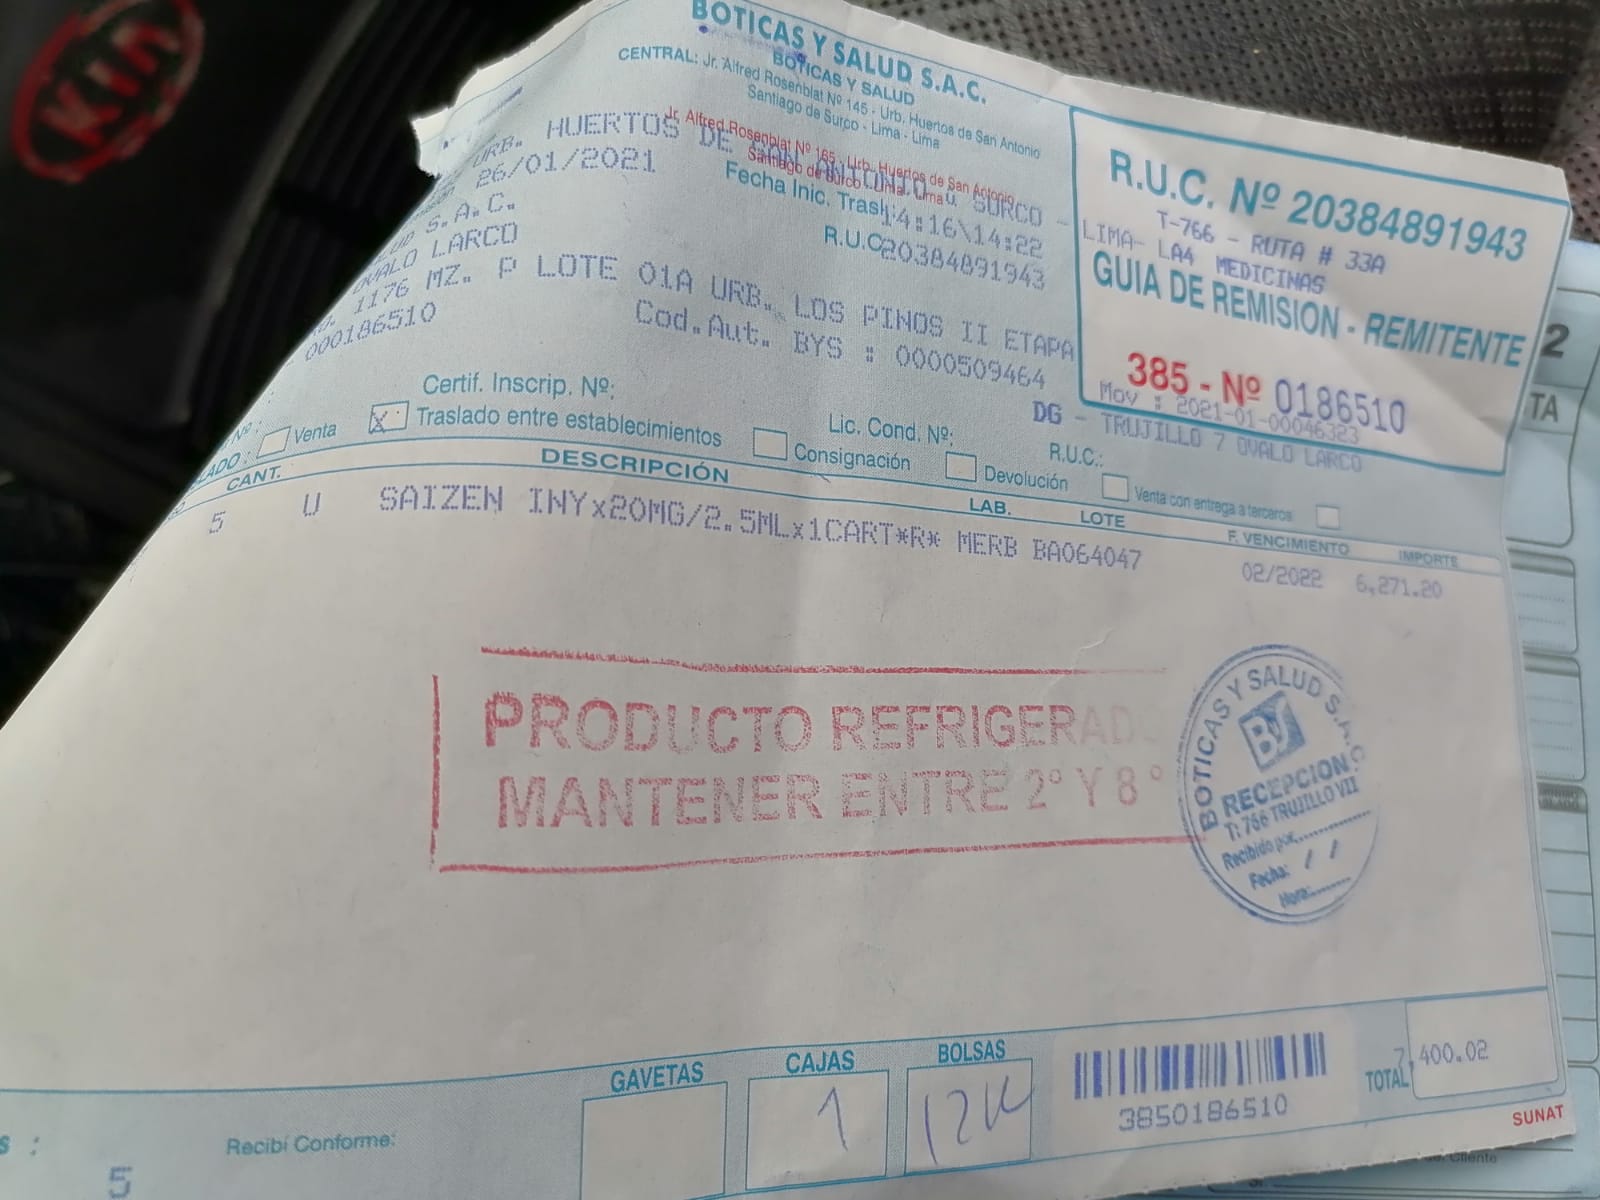 KIA
BOTICAS Y SALUD S.A.C.
BOTICAS Y SALUD
CENTRAL: Jr. Alfred Rosenblat Nº 145 - Urb. Huertos de San Antonio
Santiago de Surco - Lima - Lima
Jr. Alfred Rosenblat Nº 165 - Urb. Huertos de San Antonio
Santiago de Surco - Lima - Lima
URB. HUERTOS DE SAN ANTONIO SURCO -
LIMA- LA4 MEDICINAS
26/01/2021
Fecha Inic. Trasl. 14:16\14:22
S.A.C.
R.U.C. 20384891943
OVALO LARCO
1176 MZ. P LOTE 01A URB. LOS PINOS II ETAPA
000186510
Cod.Aut. BYS : 0000509464
R.U.C. Nº 20384891943
T-766 - RUTA # 33A
GUIA DE REMISION - REMITENTE
385 - Nº 0186510
Mov : 2021-01-00046323
DG - TRUJILLO 7 OVALO LARCO
Certif. Inscrip. Nº:
Lic. Cond. Nº:
R.U.C.:
Venta
X Traslado entre establecimientos
Consignación
Devolución
Venta con entrega a terceros
CANT. DESCRIPCIÓN LAB. LOTE F. VENCIMIENTO IMPORTE
5 U SAIZEN INYx20MG/2.5MLx1CART*R* MERB BA064047 02/2022 6,271.20
PRODUCTO REFRIGERADO
MANTENER ENTRE 2° Y 8°
BOTICAS Y SALUD S.A.C.
By
RECEPCION
T: 766 TRUJILLO VII
Recibido por:
Fecha: / /
Hora:
GAVETAS
CAJAS
1
BOLSAS
3850186510
TOTAL 7,400.02
SUNAT
Recibí Conforme:
5
2
TA
Cliente